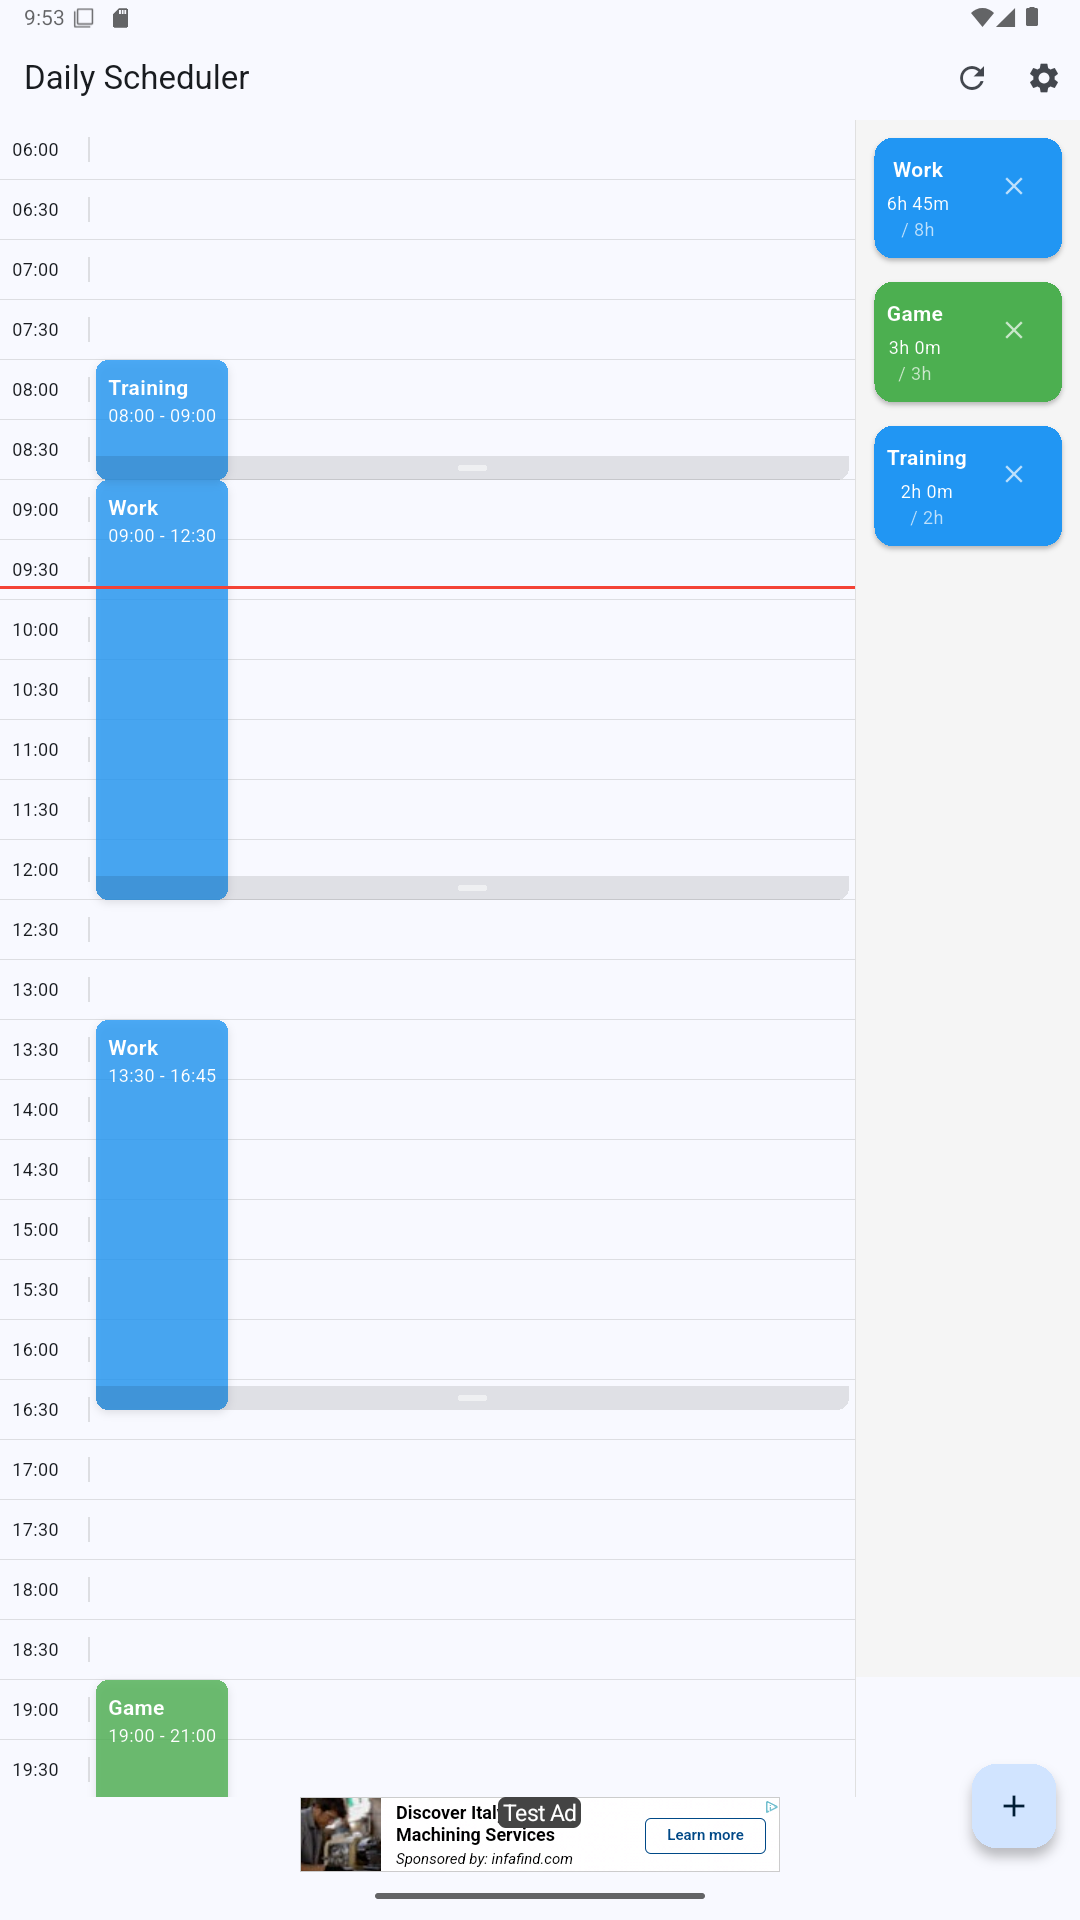 9:53
Daily Scheduler
06:00
06:30
07:00
07:30
08:00
08:30
09:00
09:30
10:00
10:30
11:00
11:30
12:00
12:30
13:00
13:30
14:00
14:30
15:00
15:30
16:00
16:30
17:00
17:30
18:00
18:30
19:00
19:30
Training
08:00 - 09:00
Work
09:00 - 12:30
Work
13:30 - 16:45
Game
19:00 - 21:00
Work
6h 45m
/ 8h
Game
3h 0m
/ 3h
Training
2h 0m
/ 2h
Test Ad
Discover Ital
Machining Services
Sponsored by: infafind.com
Learn more